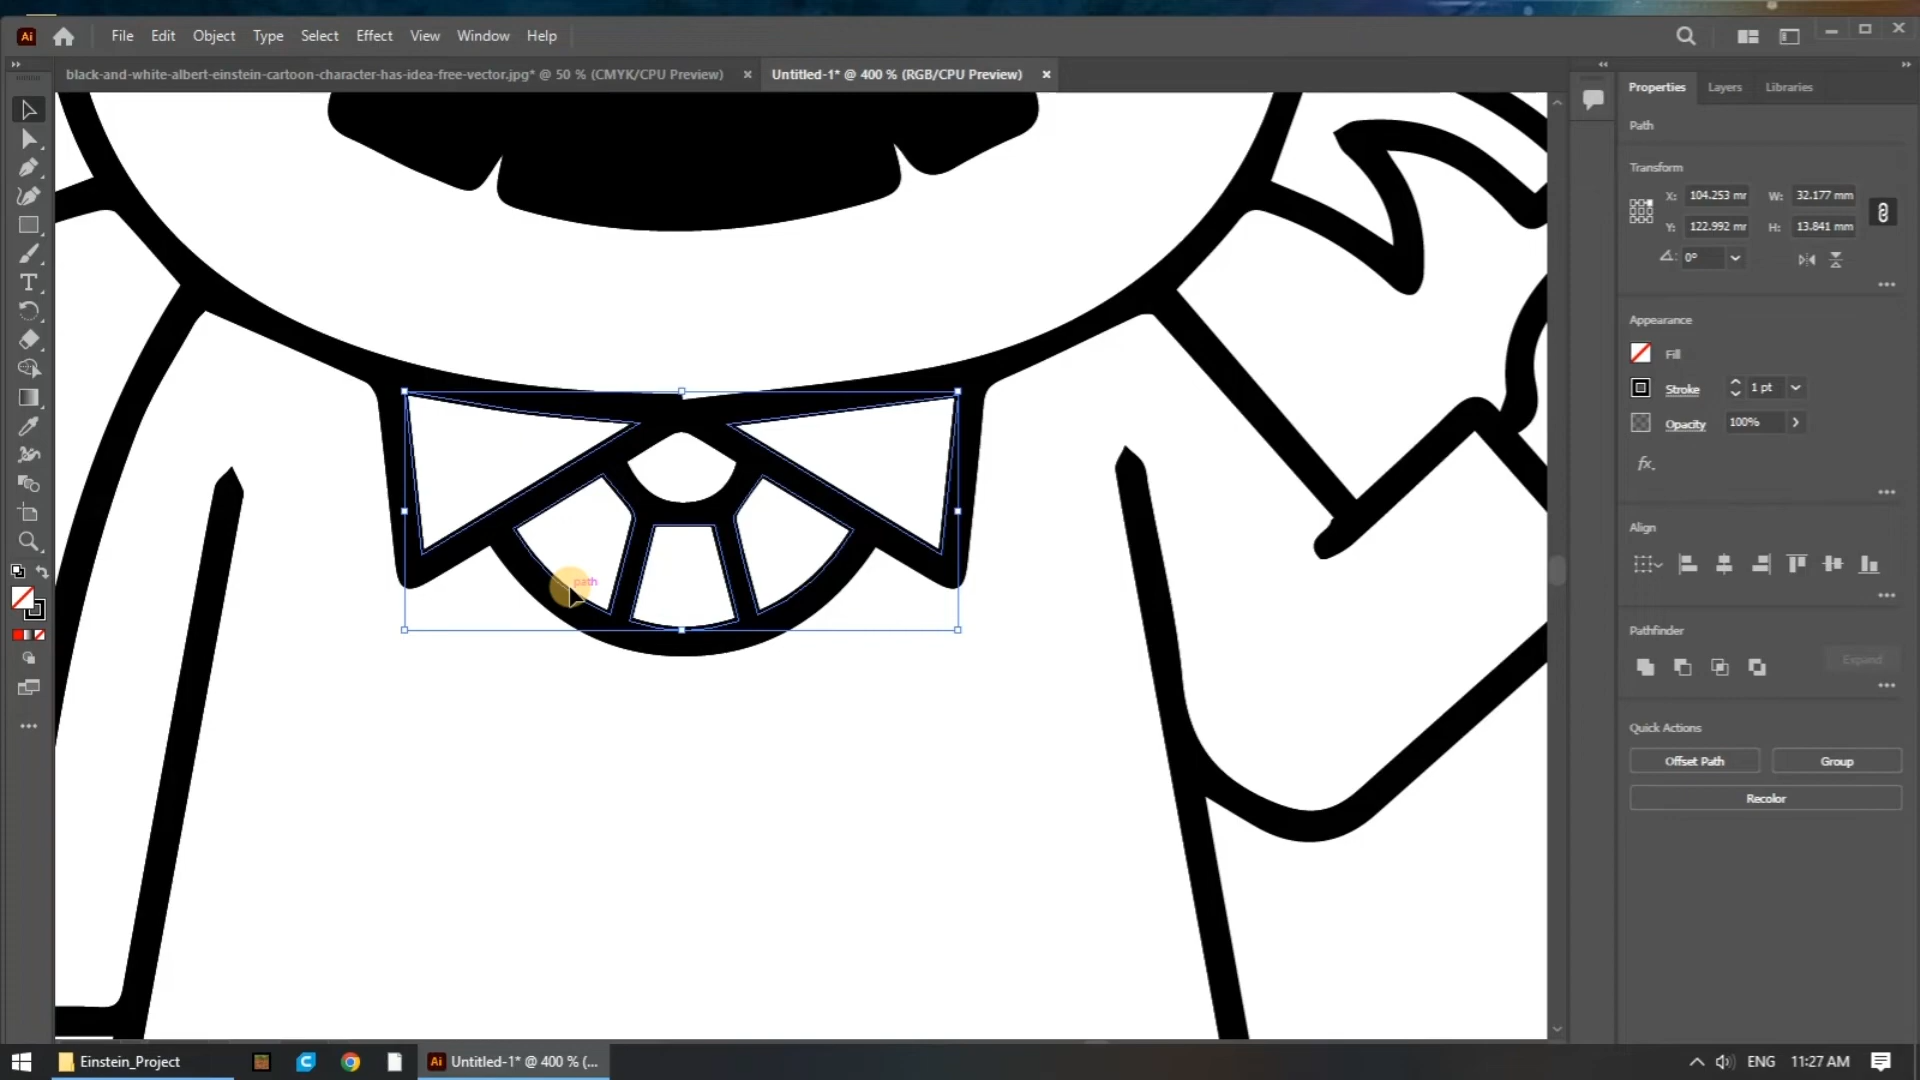 Ai File Edit Object Type Select Effect View Window Help
black-and-white-albert-einstein-cartoon-character-has-idea-free-vector.jpg* @ 50 % (CMYK/CPU Preview) × Untitled-1* @ 400 % (RGB/CPU Preview) ×
Properties Layers Libraries
Path
Transform
X: 104.253 mr W: 32.177 mm
Y: 122.992 mr H: 13.841 mm
0°
Appearance
Fill
Stroke 1 pt
Opacity 100%
fx.
Align
path
Pathfinder
Expand
Quick Actions
Offset Path Group
Recolor
Einstein_Project
Ai Untitled-1* @ 400 % (...
ENG 11:27 AM